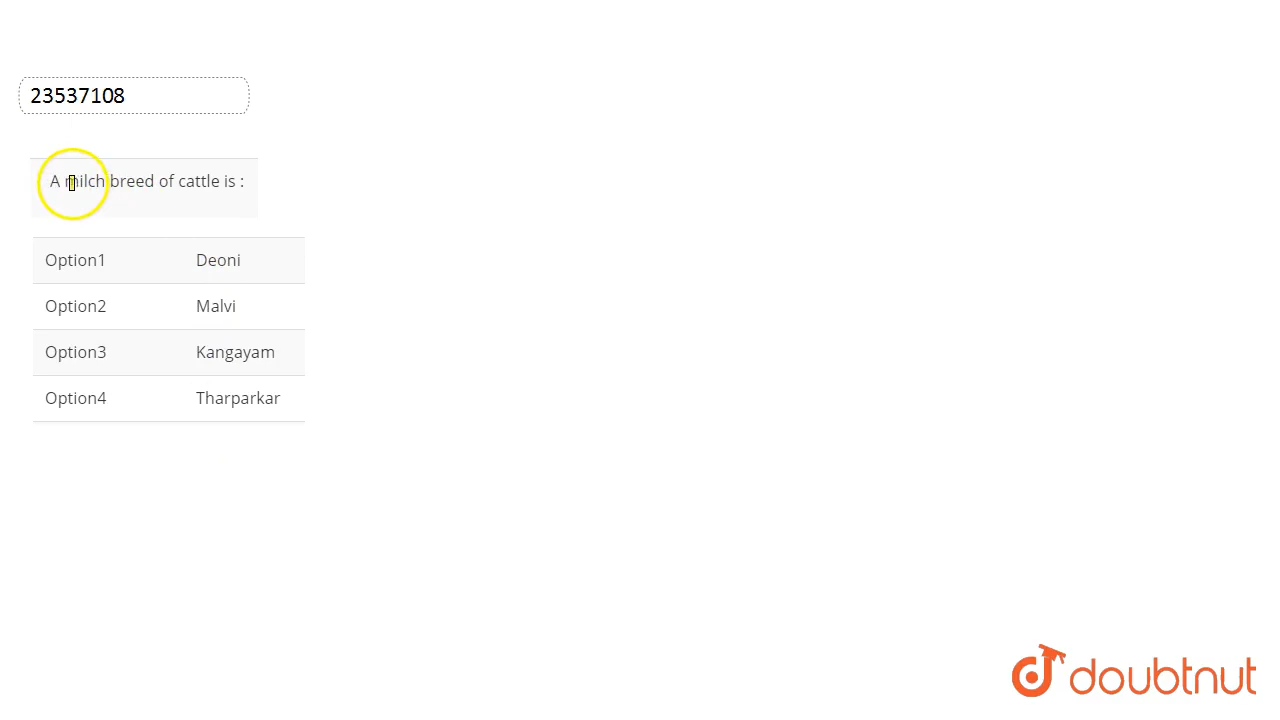 23537108
A milch breed of cattle is :
Option1 Deoni
Option2 Malvi
Option3 Kangayam
Option4 Tharparkar
doubtnut